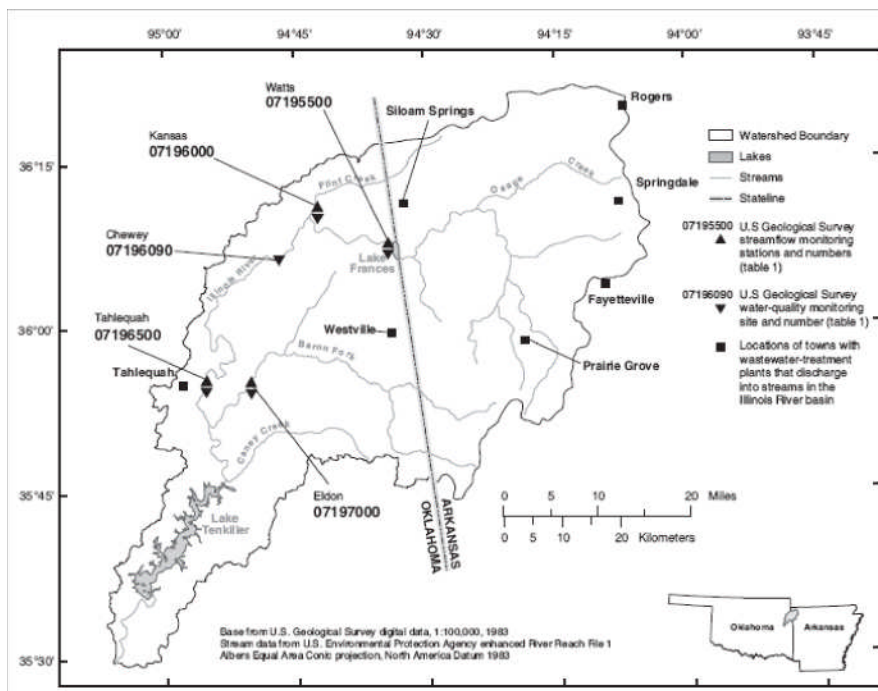 95°00' 94°45' 94°30' 94°15' 94°00' 93°45'
Watts
07195500
Siloam Springs
Rogers
Kansas
07196000
36°15'
Flint Creek
Osage Creek
Springdale
Chewey
07196090
Illinois River
Lake
Frances
Fayetteville
Tahlequah
07196500
36°00'
Westville
Baron Fork
Prairie Grove
Tahlequah
Caney Creek
35°45'
Eldon
07197000
Lake
Tenkiller
OKLAHOMA
ARKANSAS
Watershed Boundary
Lakes
Streams
Stateline
07195500 U.S Geological Survey
streamflow monitoring
stations and numbers
(table 1)
07196090 U.S Geological Survey
water-quality monitoring
site and number (table 1)
Locations of towns with
wastewater-treatment
plants that discharge
into streams in the
Illinois River basin
0 5 10 20 Miles
0 5 10 20 Kilometers
Oklahoma
Arkansas
Base from U.S. Geological Survey digital data, 1:100,000, 1983
Stream data from U.S. Environmental Protection Agency enhanced River Reach File 1
Albers Equal Area Conic projection, North America Datum 1983
35°30'